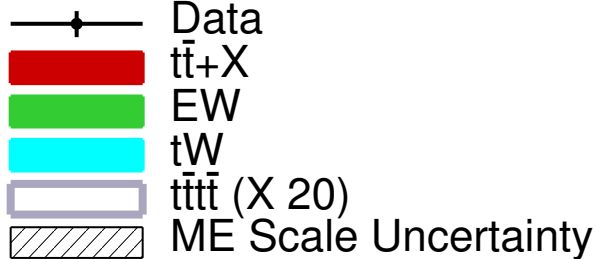 Data
tt̄+X
EW
tW
tt̄tt̄ (X 20)
ME Scale Uncertainty